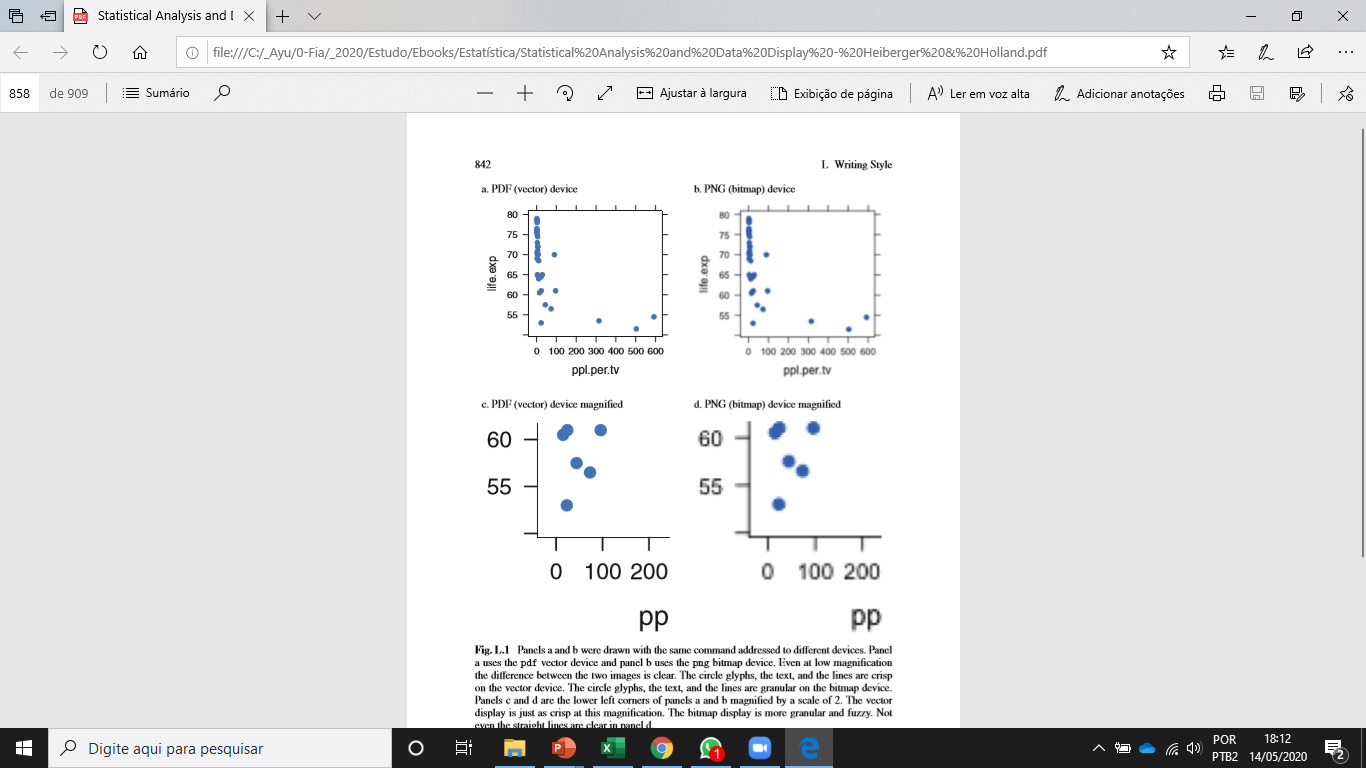 Statistical Analysis and D
file:///C:/_Ayu/0-Fia/_2020/Estudo/Ebooks/Estatística/Statistical%20Analysis%20and%20Data%20Display%20-%20Heiberger%20&%20Holland.pdf
858 de 909 Sumário Ajustar à largura Exibição de página Ler em voz alta Adicionar anotações
842 L Writing Style
a. PDF (vector) device
80
75
70
65
60
55
life.exp
0 100 200 300 400 500 600
ppl.per.tv
b. PNG (bitmap) device
80
75
70
65
60
55
life.exp
0 100 200 300 400 500 600
ppl.per.tv
c. PDF (vector) device magnified
60
55
0 100 200
pp
d. PNG (bitmap) device magnified
60
55
0 100 200
pp
Fig. L.1 Panels a and b were drawn with the same command addressed to different devices. Panel
a uses the pdf vector device and panel b uses the png bitmap device. Even at low magnification
the difference between the two images is clear. The circle glyphs, the text, and the lines are crisp
on the vector device. The circle glyphs, the text, and the lines are granular on the bitmap device.
Panels c and d are the lower left corners of panels a and b magnified by a scale of 2. The vector
display is just as crisp at this magnification. The bitmap display is more granular and fuzzy. Not
even the straight lines are clear in panel d.
Digite aqui para pesquisar
1
POR
PTB2
18:12
14/05/2020
2